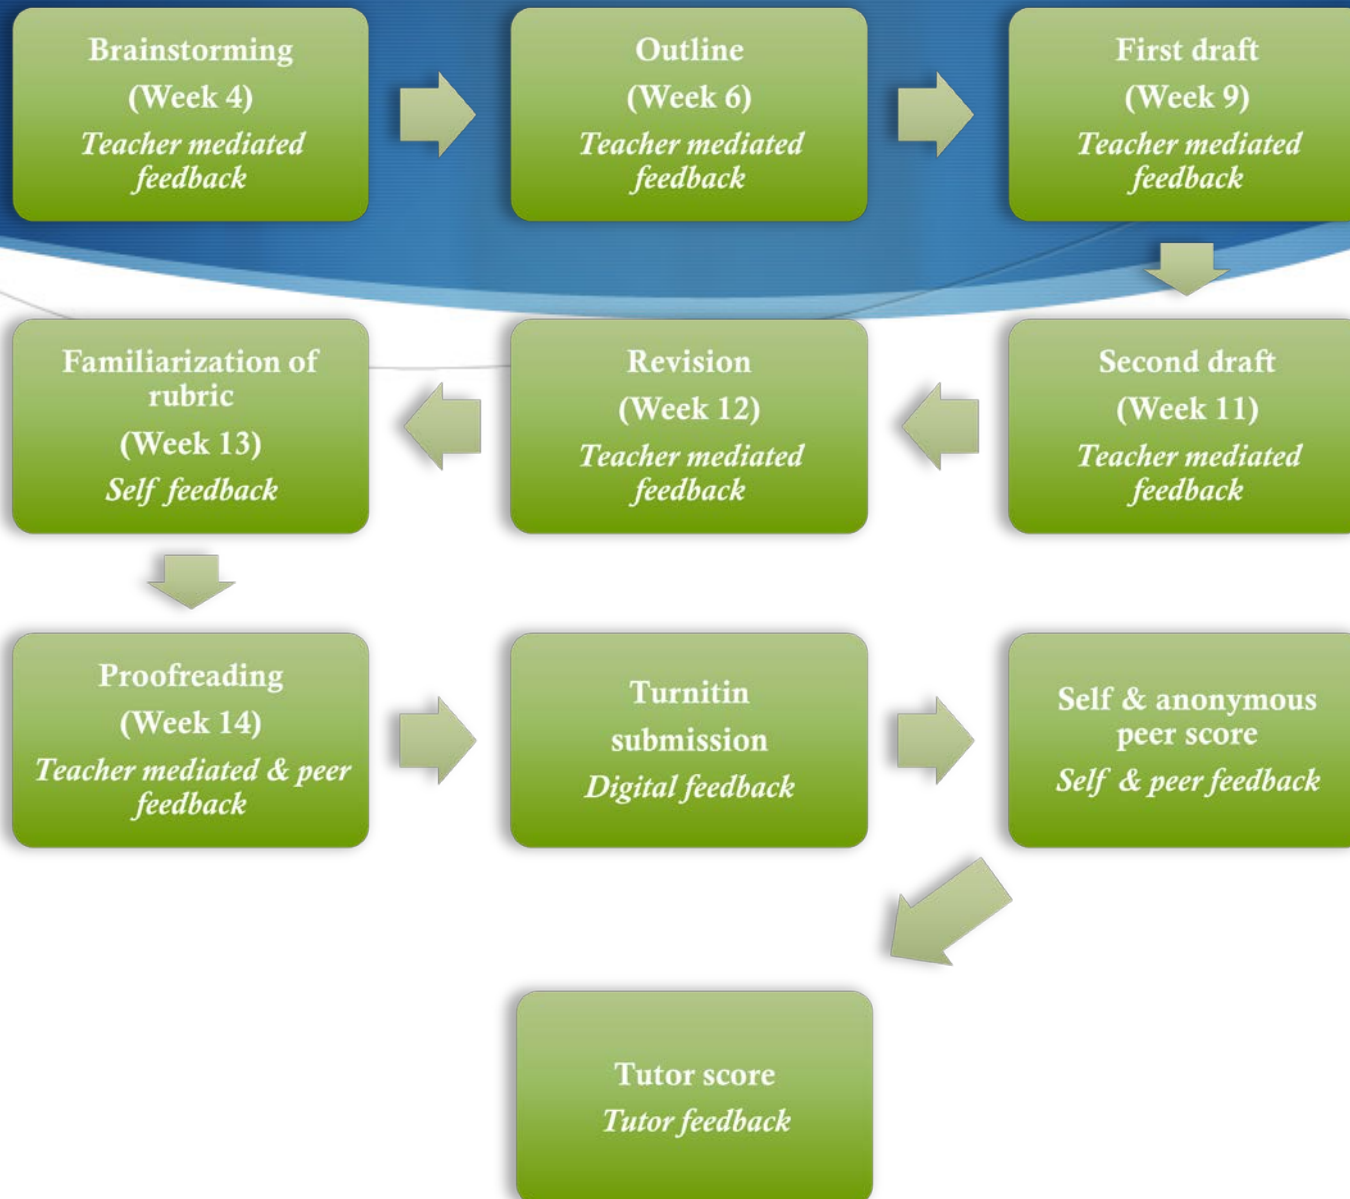 Brainstorming
(Week 4)
Teacher mediated
feedback
Outline
(Week 6)
Teacher mediated
feedback
First draft
(Week 9)
Teacher mediated
feedback
Second draft
(Week 11)
Teacher mediated
feedback
Revision
(Week 12)
Teacher mediated
feedback
Familiarization of
rubric
(Week 13)
Self feedback
Proofreading
(Week 14)
Teacher mediated & peer
feedback
Turnitin
submission
Digital feedback
Self & anonymous
peer score
Self & peer feedback
Tutor score
Tutor feedback